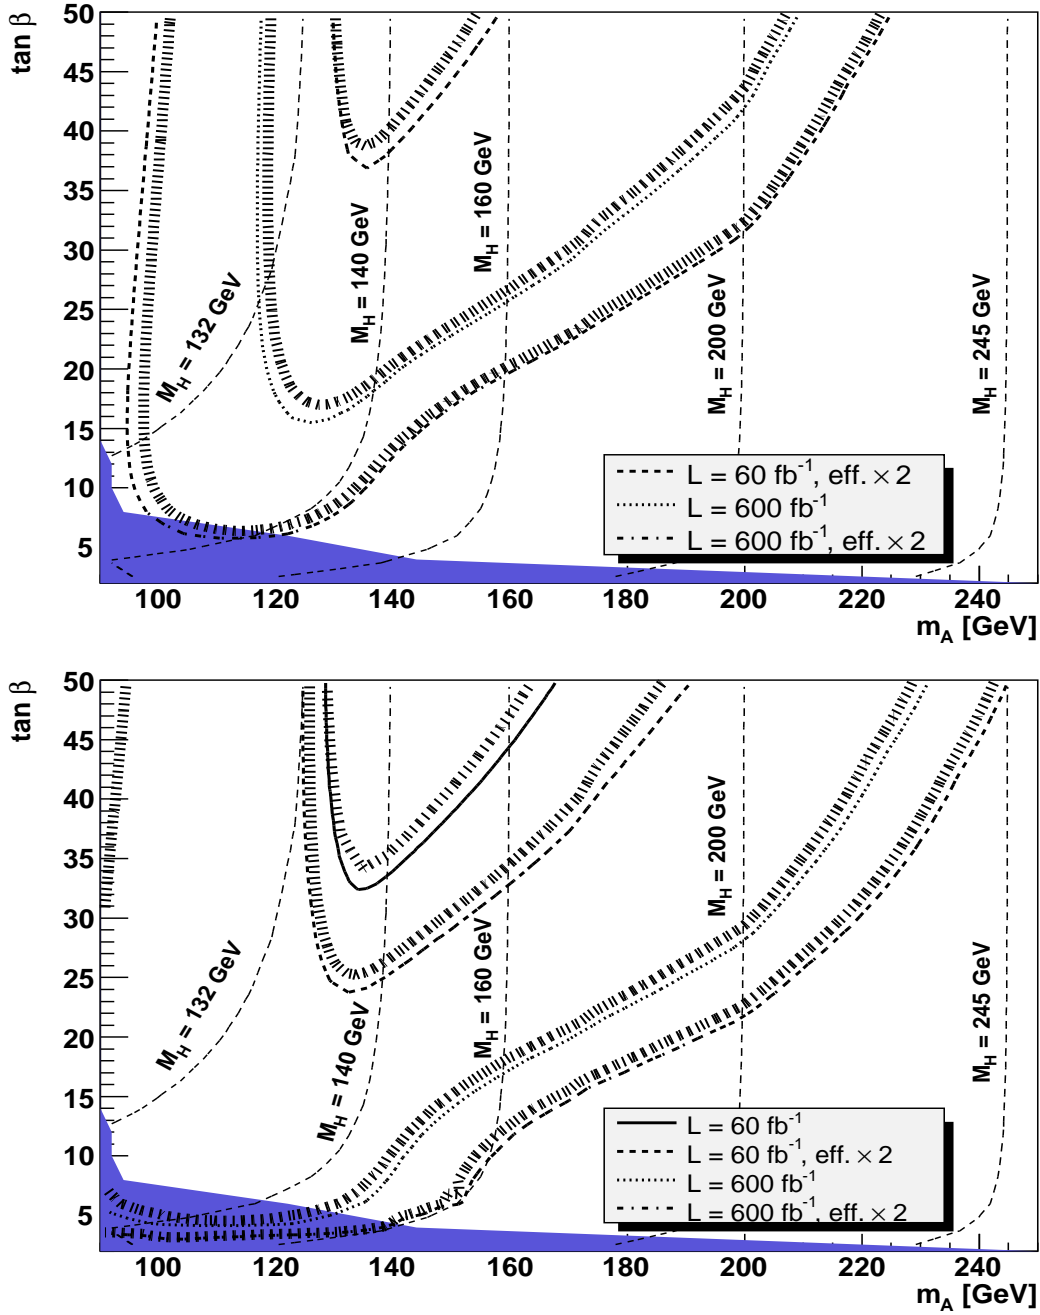 tan β
50
45
40
35
30
25
20
15
10
5
M_H = 132 GeV
M_H = 140 GeV
M_H = 160 GeV
M_H = 200 GeV
M_H = 245 GeV
L = 60 fb⁻¹, eff. × 2
L = 600 fb⁻¹
L = 600 fb⁻¹, eff. × 2
100 120 140 160 180 200 220 240
m_A [GeV]
tan β
50
45
40
35
30
25
20
15
10
5
M_H = 132 GeV
M_H = 140 GeV
M_H = 160 GeV
M_H = 200 GeV
M_H = 245 GeV
L = 60 fb⁻¹
L = 60 fb⁻¹, eff. × 2
L = 600 fb⁻¹
L = 600 fb⁻¹, eff. × 2
100 120 140 160 180 200 220 240
m_A [GeV]